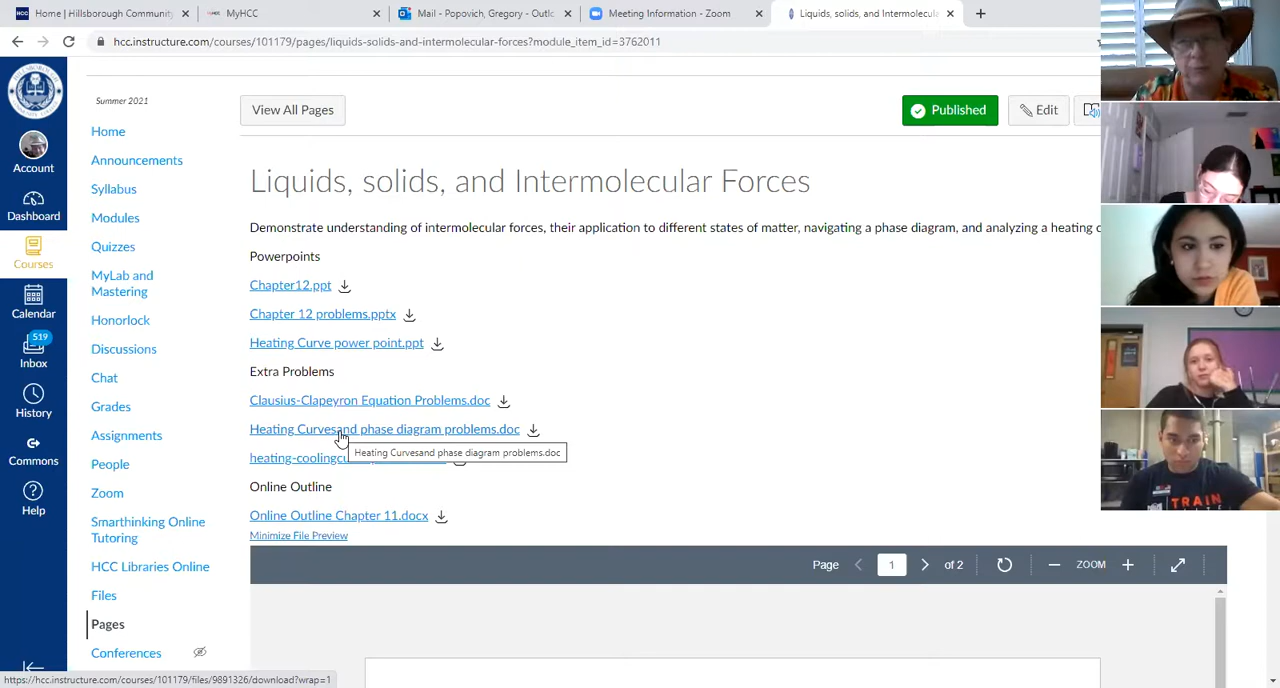 Home | Hillsborough Community
MyHCC
Mail - Popovich, Gregory - Outlo
Meeting Information - Zoom
Liquids, solids, and Intermolecula
hcc.instructure.com/courses/101179/pages/liquids-solids-and-intermolecular-forces?module_item_id=3762011
Summer 2021
View All Pages
Published
Edit
Home
Announcements
Syllabus
Modules
Quizzes
MyLab and
Mastering
Honorlock
Discussions
Chat
Grades
Assignments
People
Zoom
Smarthinking Online
Tutoring
HCC Libraries Online
Files
Pages
Conferences
Account
Dashboard
Courses
Calendar
519
Inbox
History
Commons
Help
Liquids, solids, and Intermolecular Forces
Demonstrate understanding of intermolecular forces, their application to different states of matter, navigating a phase diagram, and analyzing a heating c
Powerpoints
Chapter12.ppt
Chapter 12 problems.pptx
Heating Curve power point.ppt
Extra Problems
Clausius-Clapeyron Equation Problems.doc
Heating Curvesand phase diagram problems.doc
Heating Curvesand phase diagram problems.doc
heating-coolingcu
Online Outline
Online Outline Chapter 11.docx
Minimize File Preview
Page 1 of 2 ZOOM
https://hcc.instructure.com/courses/101179/files/9891326/download?wrap=1
TRAIN